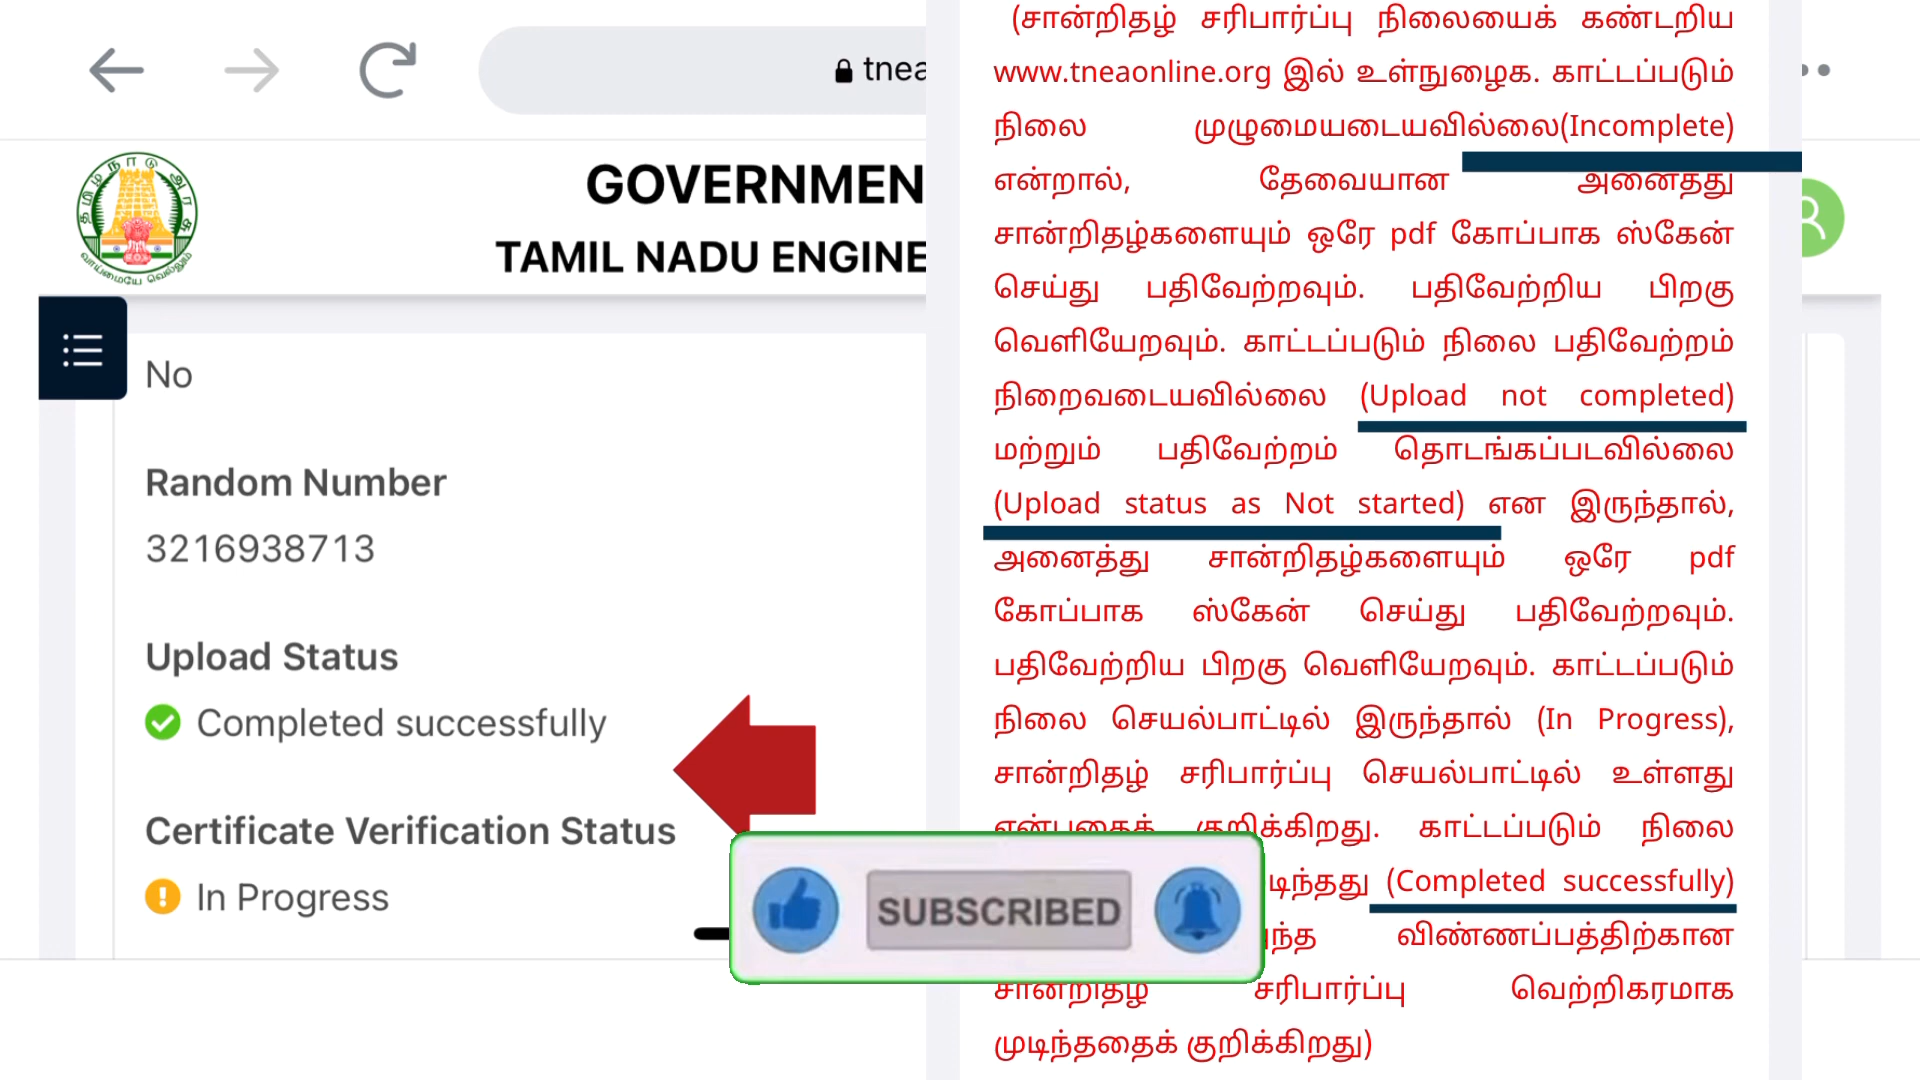 tnea
GOVERNMEN
TAMIL NADU ENGINE
No
Random Number
3216938713
Upload Status
Completed successfully
Certificate Verification Status
In Progress
SUBSCRIBED
(சான்றிதழ் சரிபார்ப்பு நிலையைக் கண்டறிய
www.tneaonline.org இல் உள்நுழைக. காட்டப்படும்
நிலை முழுமையடையவில்லை(Incomplete)
என்றால், தேவையான அனைத்து
சான்றிதழ்களையும் ஒரே pdf கோப்பாக ஸ்கேன்
செய்து பதிவேற்றவும். பதிவேற்றிய பிறகு
வெளியேறவும். காட்டப்படும் நிலை பதிவேற்றம்
நிறைவடையவில்லை (Upload not completed)
மற்றும் பதிவேற்றம் தொடங்கப்படவில்லை
(Upload status as Not started) என இருந்தால்,
அனைத்து சான்றிதழ்களையும் ஒரே pdf
கோப்பாக ஸ்கேன் செய்து பதிவேற்றவும்.
பதிவேற்றிய பிறகு வெளியேறவும். காட்டப்படும்
நிலை செயல்பாட்டில் இருந்தால் (In Progress),
சான்றிதழ் சரிபார்ப்பு செயல்பாட்டில் உள்ளது
என்பதைக் குறிக்கிறது. காட்டப்படும் நிலை
டிந்தது (Completed successfully)
ந்த விண்ணப்பத்திற்கான
சான்றிதழ் சரிபார்ப்பு வெற்றிகரமாக
முடிந்ததைக் குறிக்கிறது)